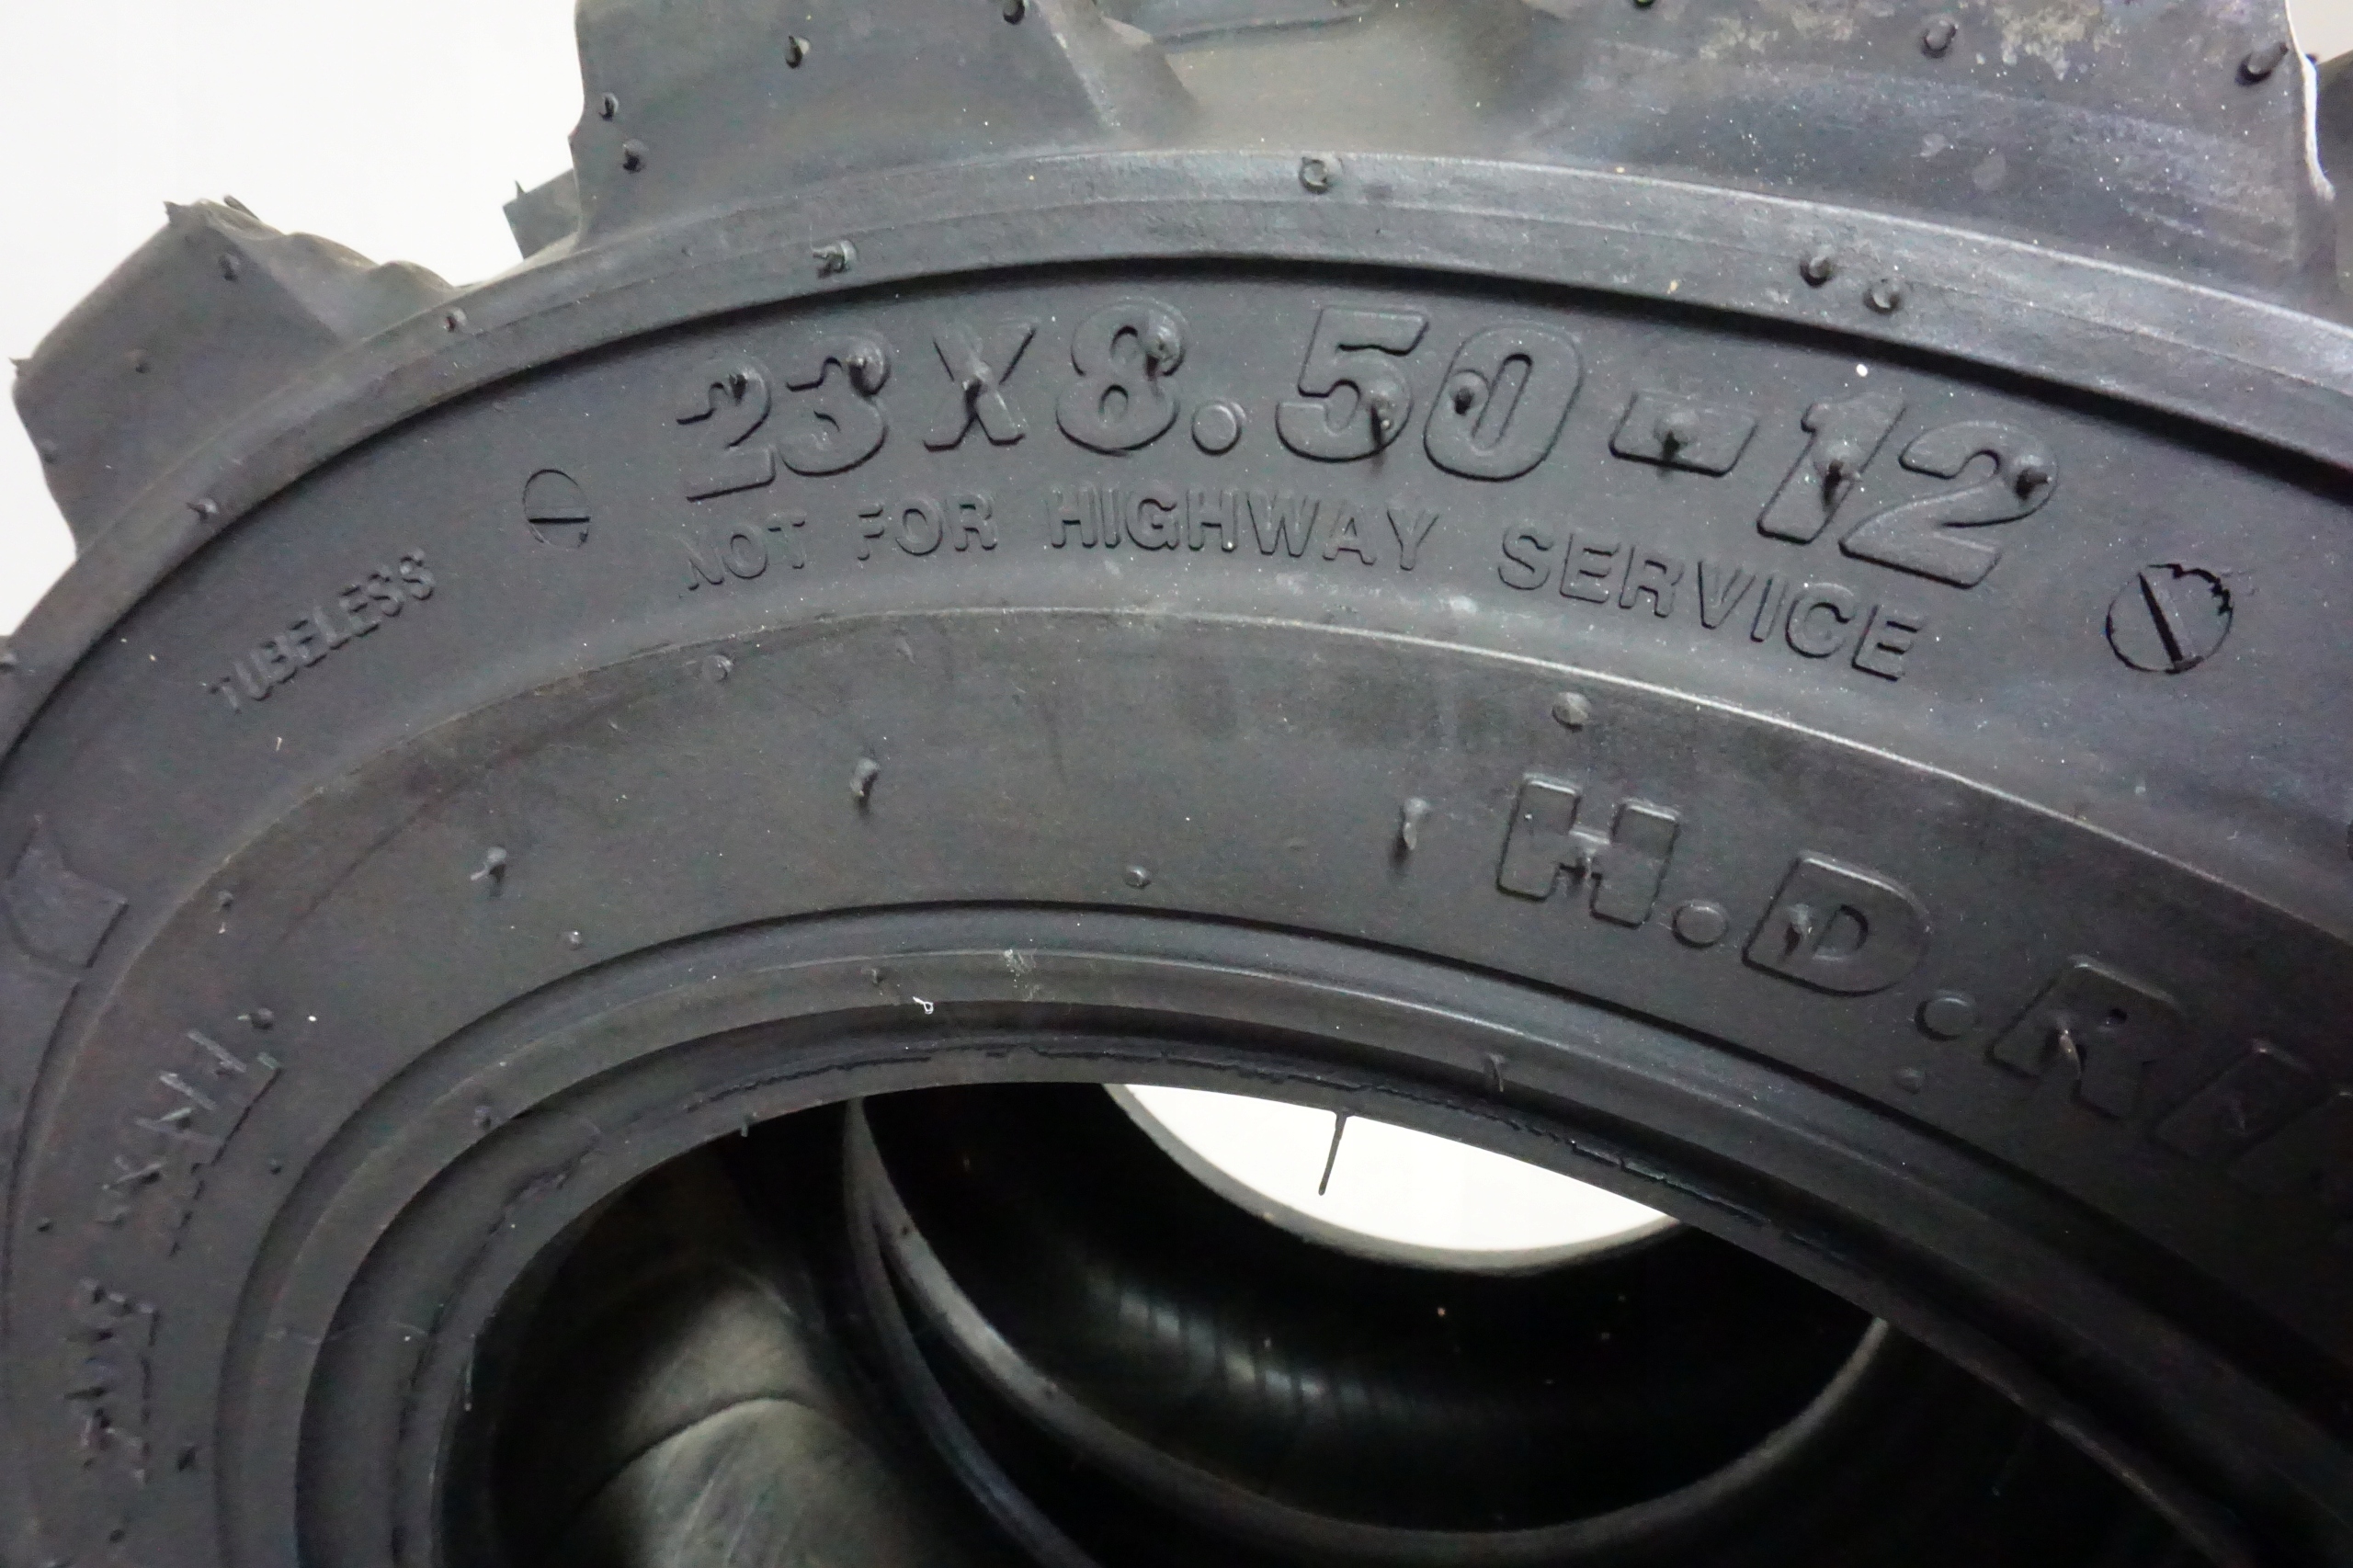 23X8.50-12
NOT FOR HIGHWAY SERVICE
TUBELESS
H.D.